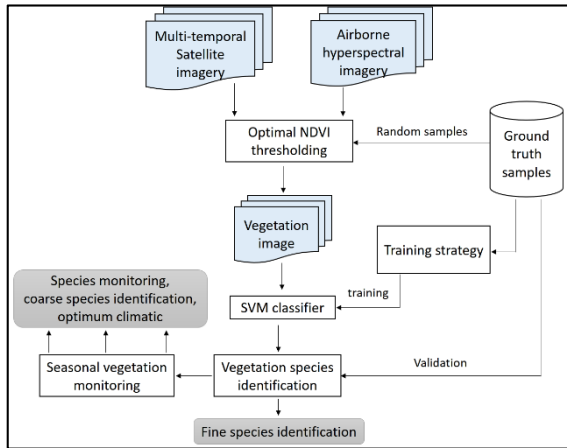 Multi-temporal
Satellite
imagery
Airborne
hyperspectral
imagery
Optimal NDVI
thresholding
Random samples
Ground
truth
samples
Vegetation
image
Training strategy
Species monitoring,
coarse species identification,
optimum climatic
training
SVM classifier
Seasonal vegetation
monitoring
Vegetation species
identification
Validation
Fine species identification